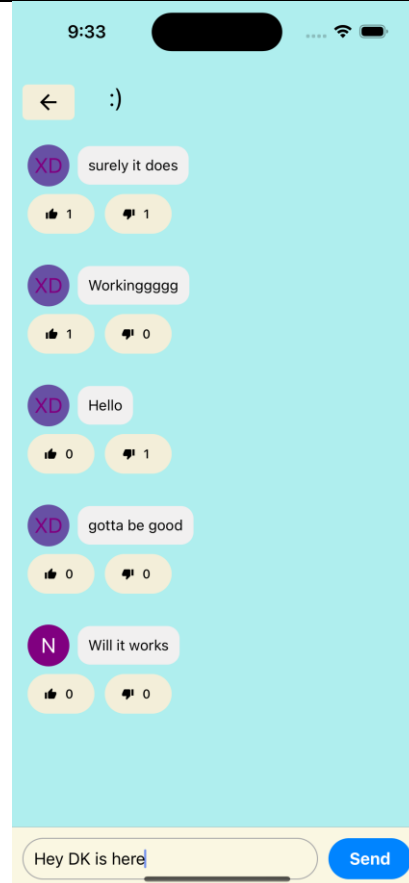 9:33
:)
XD surely it does
1 1
XD Workinggggg
1 0
XD Hello
0 1
XD gotta be good
0 0
N Will it works
0 0
Hey DK is here Send